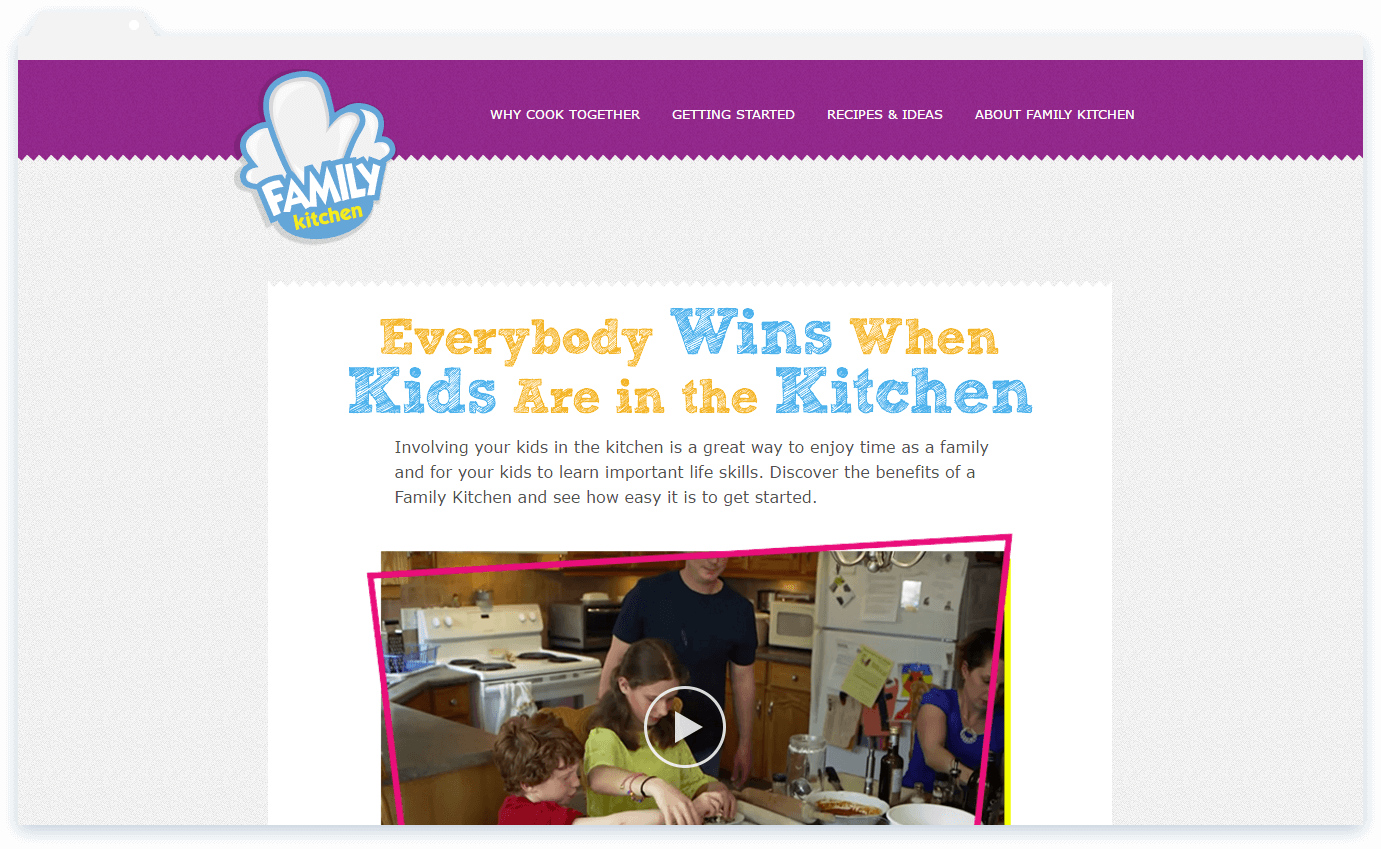 FAMILY
kitchen
WHY COOK TOGETHER GETTING STARTED RECIPES & IDEAS ABOUT FAMILY KITCHEN
Everybody Wins When
Kids Are in the Kitchen
Involving your kids in the kitchen is a great way to enjoy time as a family
and for your kids to learn important life skills. Discover the benefits of a
Family Kitchen and see how easy it is to get started.